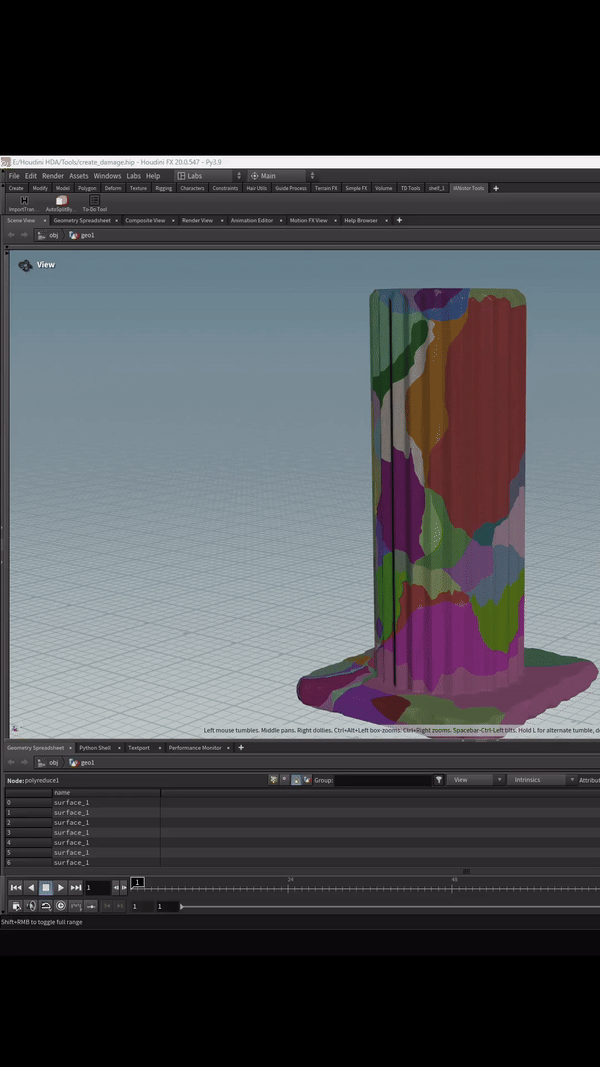 E:/Houdini HDA/Tools/create_damage.hip - Houdini FX 20.0.547 - Py3.9
File Edit Render Assets Windows Labs Help Labs Main
Create Modify Model Polygon Deform Texture Rigging Characters Constraints Hair Utils Guide Process Terrain FX Simple FX Volume TD Tools shelf_1
ImportTran.. AutoSplitBy To-Do Tool
Scene View Geometry Spreadsheet Composite View Render View Animation Editor Motion FX View Help Browser
obj geo1
View
Left mouse tumbles. Middle pans. Right dollies. Ctrl+Alt+Left box-zooms. Ctrl+Right zooms. Spacebar-Ctrl-Left tilts. Hold L for alternate tumble, d
Geometry Spreadsheet Python Shell Textport Performance Monitor
obj geo1
Node: polyreduce1 Group: View Intrinsics Attribut
name
0 surface_1
1 surface_1
2 surface_1
3 surface_1
4 surface_1
5 surface_1
6 surface_1
1 1 24 48
1 1
Shift+RMB to toggle full range